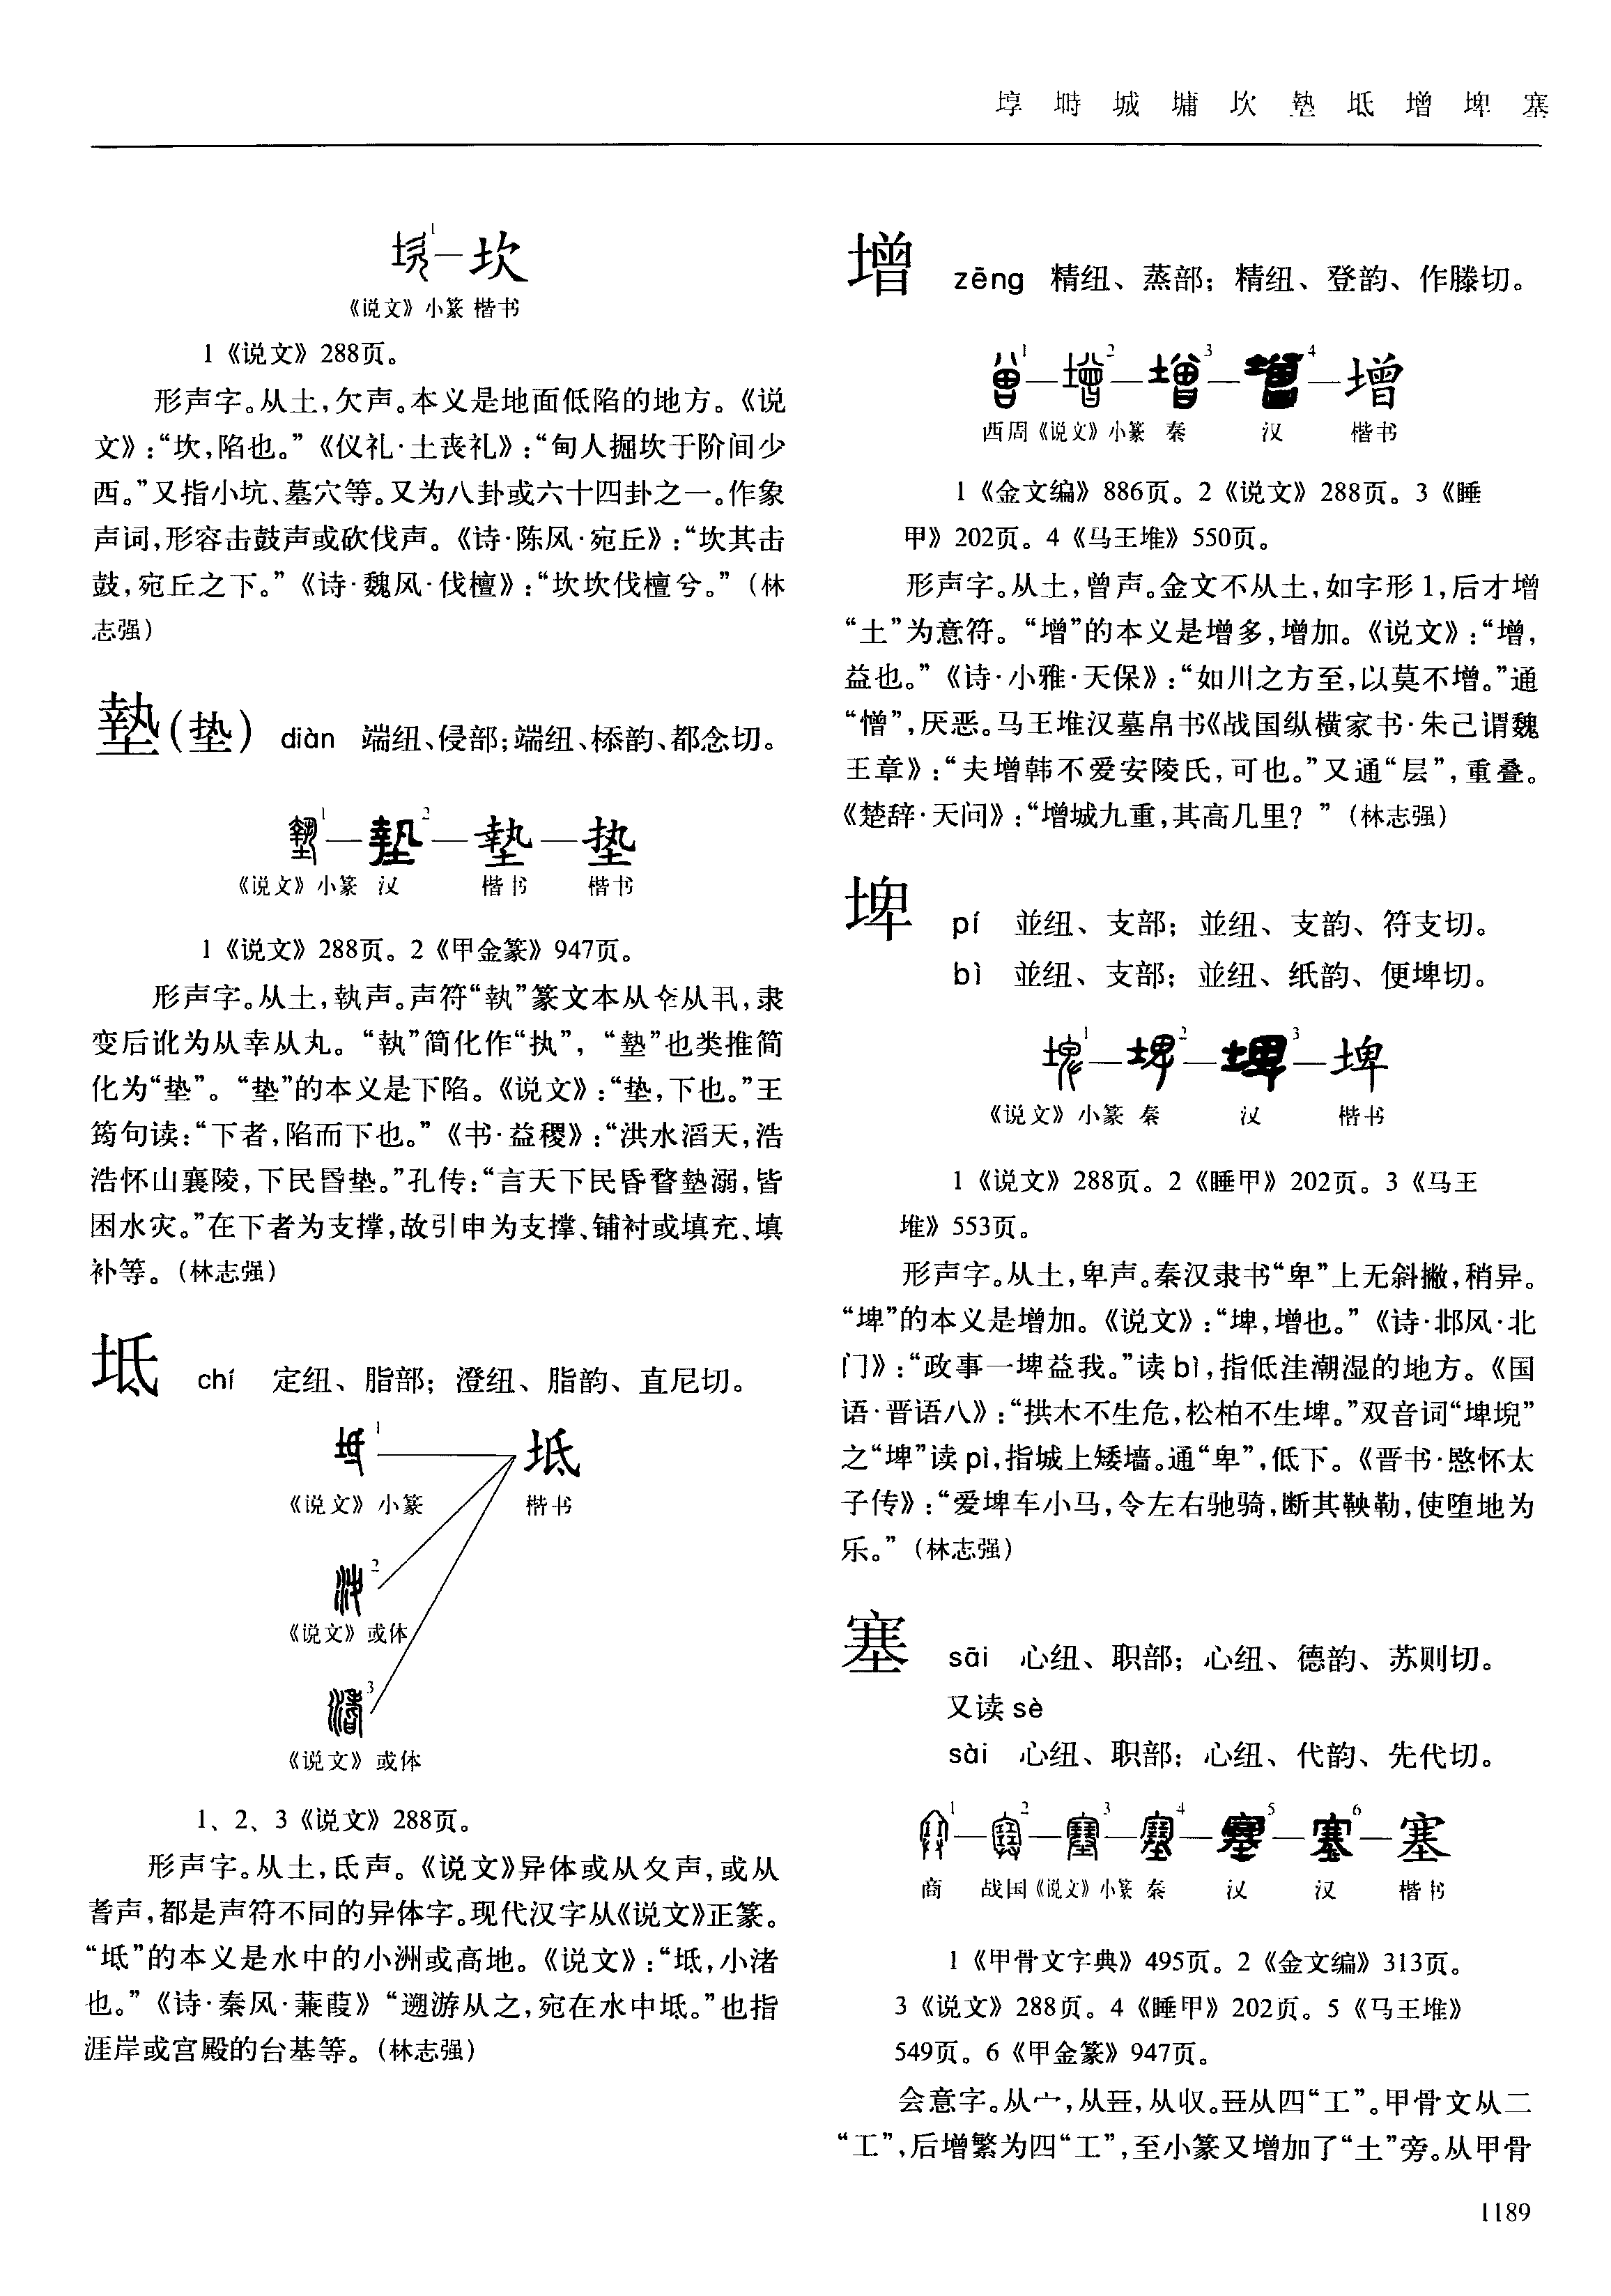 埻 塒 城 墉 坎 墊 坻 增 埤 塞
1
坎
《说文》小篆 楷书
1《说文》288页。
形声字。从土,欠声。本义是地面低陷的地方。《说
文》:“坎,陷也。”《仪礼·士丧礼》:“甸人掘坎于阶间少
西。”又指小坑、墓穴等。又为八卦或六十四卦之一。作象
声词,形容击鼓声或砍伐声。《诗·陈风·宛丘》:“坎其击
鼓,宛丘之下。”《诗·魏风·伐檀》:“坎坎伐檀兮。”(林
志强)
墊(垫) diàn 端纽、侵部;端纽、㮇韵、都念切。
1 2 墊 垫
《说文》小篆 汉 楷书 楷书
1《说文》288页。2《甲金篆》947页。
形声字。从土,執声。声符“執”篆文本从㚔从丮,隶
变后讹为从幸从丸。“執”简化作“执”,“墊”也类推简
化为“垫”。“垫”的本义是下陷。《说文》:“垫,下也。”王
筠句读:“下者,陷而下也。”《书·益稷》:“洪水滔天,浩
浩怀山襄陵,下民昏垫。”孔传:“言天下民昏瞀墊溺,皆
困水灾。”在下者为支撑,故引申为支撑、铺衬或填充、填
补等。(林志强)
坻 chí 定纽、脂部;澄纽、脂韵、直尼切。
1 坻
《说文》小篆 楷书
2
《说文》或体
3
《说文》或体
1、2、3《说文》288页。
形声字。从土,氐声。《说文》异体或从夂声,或从
耆声,都是声符不同的异体字。现代汉字从《说文》正篆。
“坻”的本义是水中的小洲或高地。《说文》:“坻,小渚
也。”《诗·秦风·蒹葭》“遡游从之,宛在水中坻。”也指
涯岸或宫殿的台基等。(林志强)
增 zēng 精纽、蒸部;精纽、登韵、作滕切。
1 2 3 4 增
西周《说文》小篆 秦 汉 楷书
1《金文编》886页。2《说文》288页。3《睡
甲》202页。4《马王堆》550页。
形声字。从土,曾声。金文不从土,如字形1,后才增
“土”为意符。“增”的本义是增多,增加。《说文》:“增,
益也。”《诗·小雅·天保》:“如川之方至,以莫不增。”通
“憎”,厌恶。马王堆汉墓帛书《战国纵横家书·朱己谓魏
王章》:“夫增韩不爱安陵氏,可也。”又通“层”,重叠。
《楚辞·天问》:“增城九重,其高几里?”(林志强)
埤 pí 並纽、支部;並纽、支韵、符支切。
bì 並纽、支部;並纽、纸韵、便埤切。
1 2 3 埤
《说文》小篆 秦 汉 楷书
1《说文》288页。2《睡甲》202页。3《马王
堆》553页。
形声字。从土,卑声。秦汉隶书“卑”上无斜撇,稍异。
“埤”的本义是增加。《说文》:“埤,增也。”《诗·邶风·北
门》:“政事一埤益我。”读bì,指低洼潮湿的地方。《国
语·晋语八》:“拱木不生危,松柏不生埤。”双音词“埤堄”
之“埤”读pì,指城上矮墙。通“卑”,低下。《晋书·愍怀太
子传》:“爱埤车小马,令左右驰骑,断其鞅勒,使堕地为
乐。”(林志强)
塞 sāi 心纽、职部;心纽、德韵、苏则切。
又读sè
sài 心纽、职部;心纽、代韵、先代切。
1 2 3 4 5 6 塞
商 战国《说文》小篆 秦 汉 汉 楷书
1《甲骨文字典》495页。2《金文编》313页。
3《说文》288页。4《睡甲》202页。5《马王堆》
549页。6《甲金篆》947页。
会意字。从宀,从㠭,从収。㠭从四“工”。甲骨文从二
“工”,后增繁为四“工”,至小篆又增加了“土”旁。从甲骨
1189